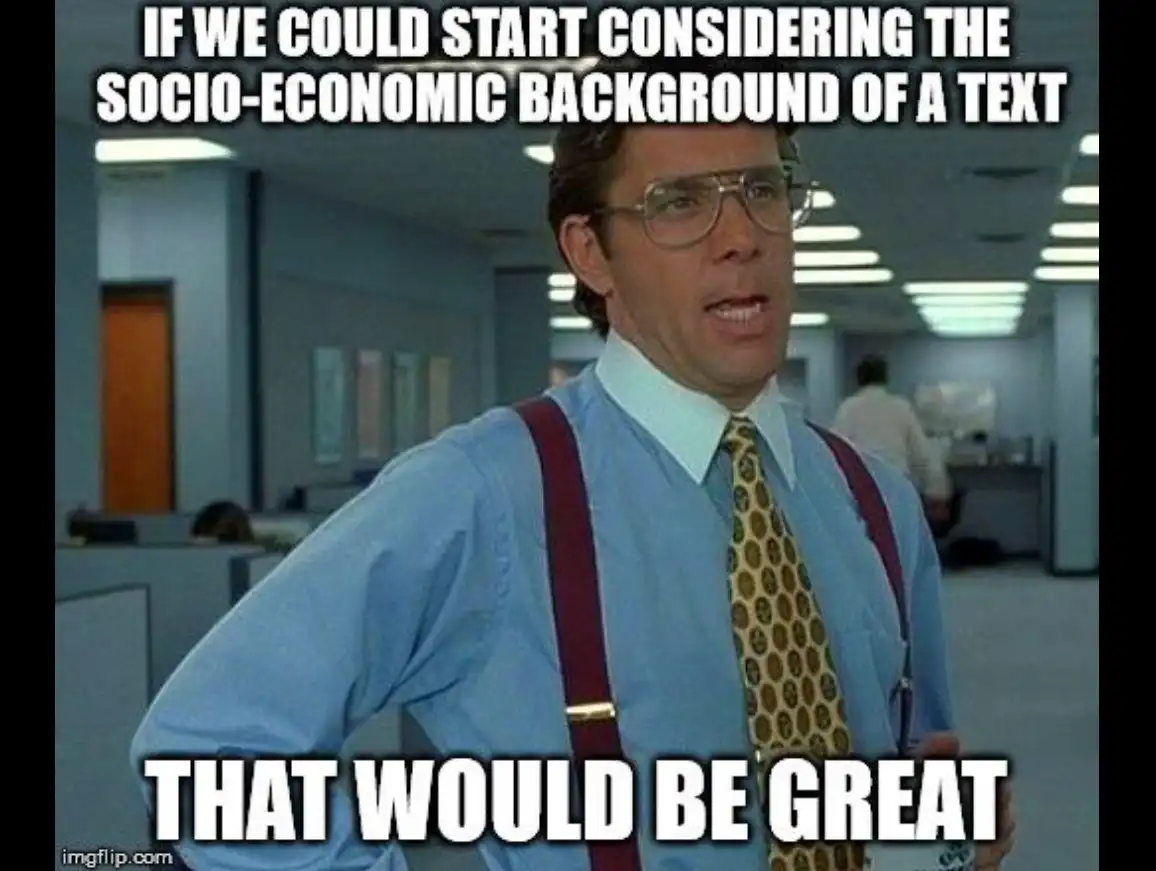 IF WE COULD START CONSIDERING THE
SOCIO-ECONOMIC BACKGROUND OF A TEXT
THAT WOULD BE GREAT
imgflip.com